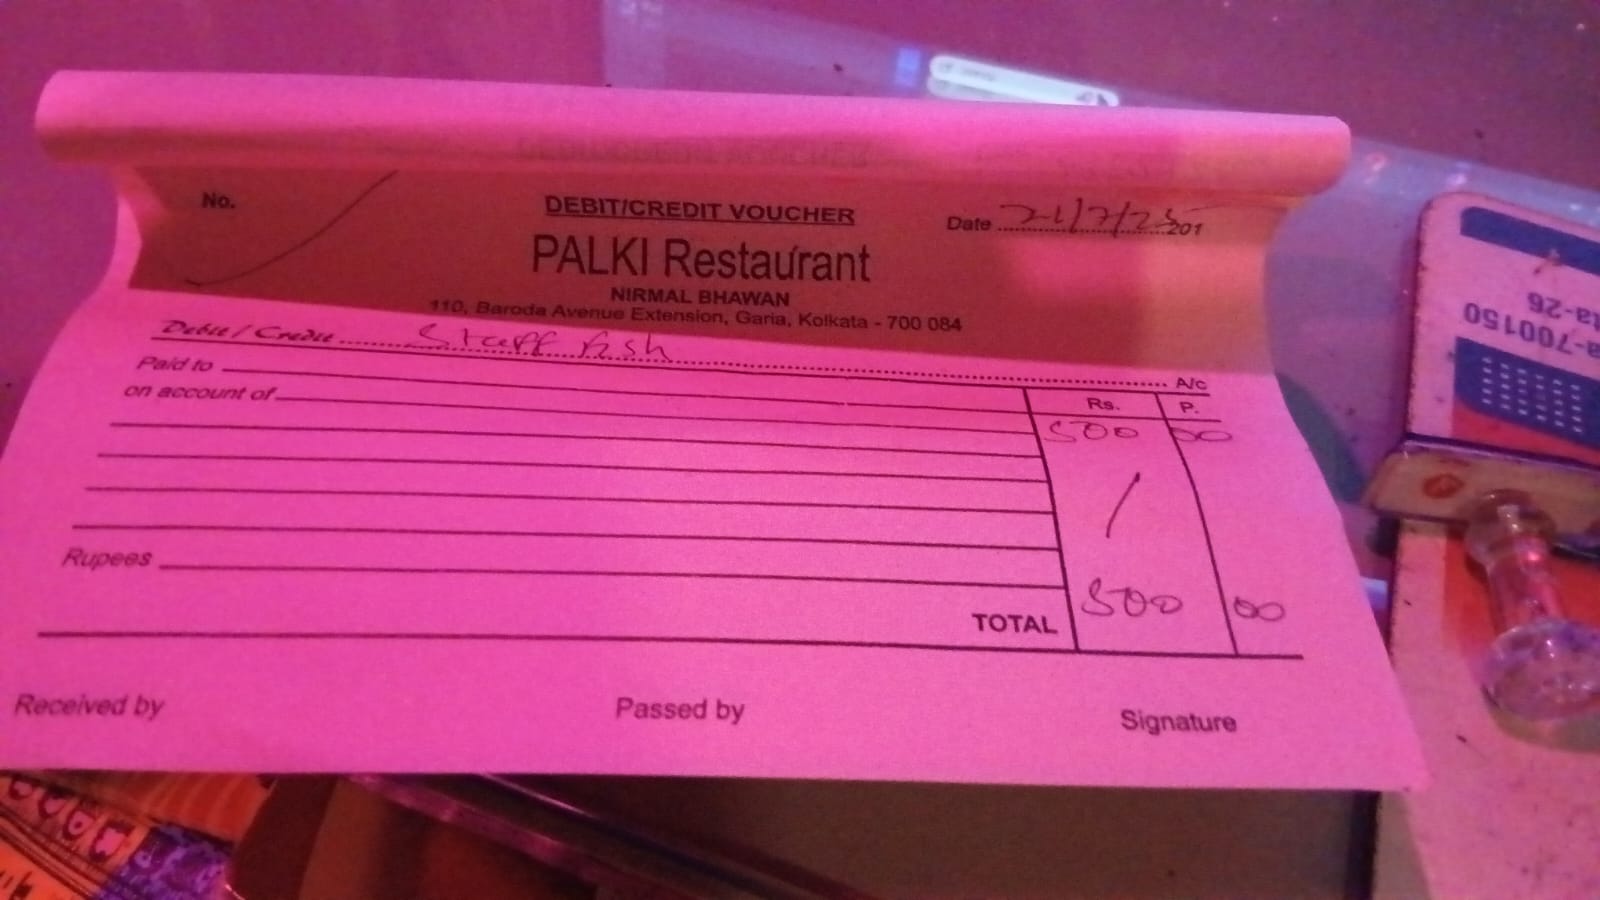 No.
DEBIT/CREDIT VOUCHER
Date 21/7/25 201
PALKI Restaurant
NIRMAL BHAWAN
110, Baroda Avenue Extension, Garia, Kolkata - 700 084
Debit / Credit Staff fish A/c
Paid to
Rs. P.
on account of
500 00
Rupees
TOTAL 500 00
Received by Passed by Signature
700150
ta-26